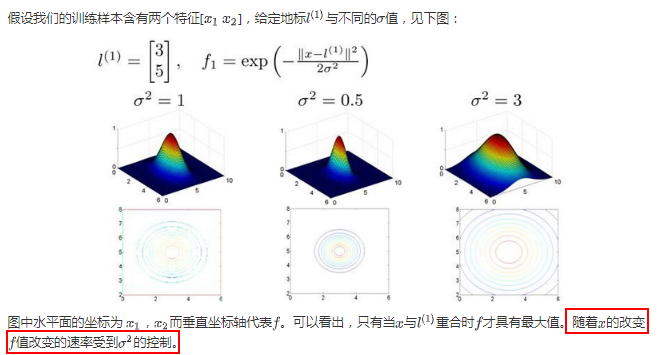 假设我们的训练样本含有两个特征[x₁ x₂]，给定地标l⁽¹⁾与不同的σ值，见下图：
l⁽¹⁾ = [3 5], f₁ = exp(−‖x−l⁽¹⁾‖² / 2σ²)
σ² = 1 σ² = 0.5 σ² = 3
图中水平面的坐标为 x₁，x₂而垂直坐标轴代表f。可以看出，只有当x与l⁽¹⁾重合时f才具有最大值。随着x的改变
f值改变的速率受到σ²的控制。